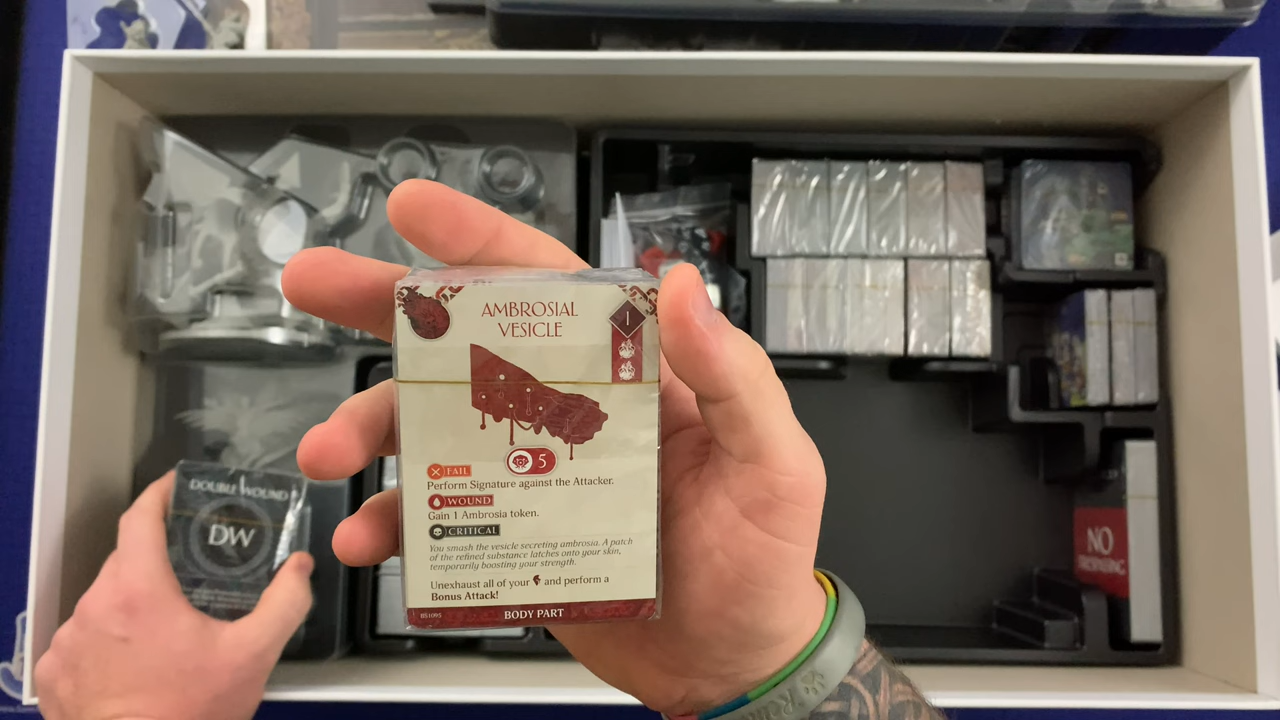 AMBROSIAL
VESICLE
I
5
FAIL
Perform Signature against the Attacker.
WOUND
Gain 1 Ambrosia token.
CRITICAL
You smash the vesicle secreting ambrosia. A patch
of the refined substance latches onto your skin,
temporarily boosting your strength.
Unexhaust all of your and perform a
Bonus Attack!
BODY PART
DOUBLE WOUND
DW
NO